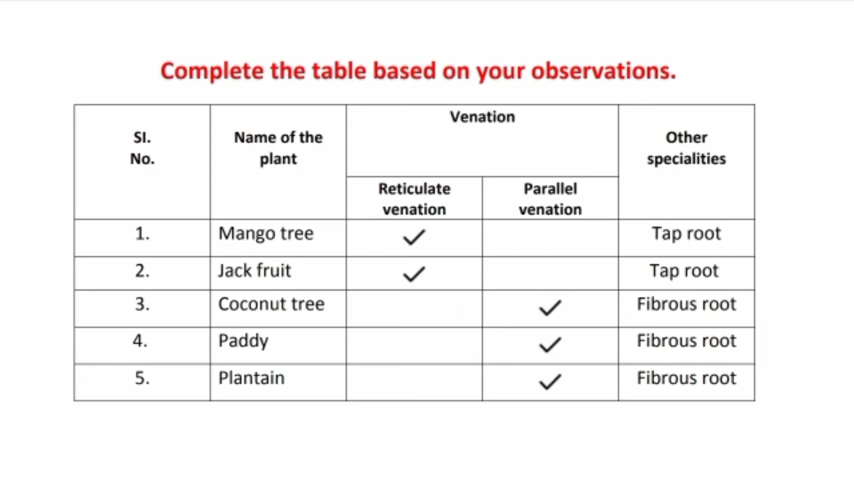 Complete the table based on your observations.
Venation
Sl. No.
Name of the plant
Other specialities
Reticulate venation
Parallel venation
1. Mango tree ✓ Tap root
2. Jack fruit ✓ Tap root
3. Coconut tree ✓ Fibrous root
4. Paddy ✓ Fibrous root
5. Plantain ✓ Fibrous root